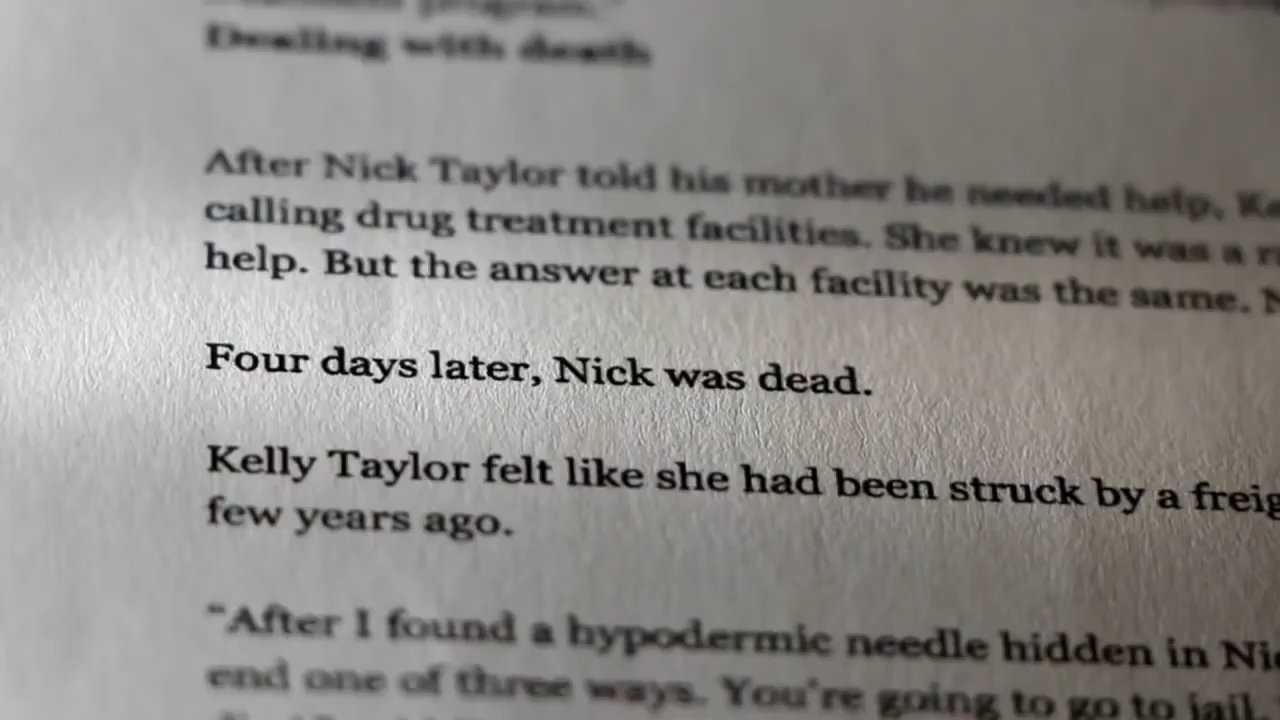 program."
Dealing with death
After Nick Taylor told his mother he needed help,
calling drug treatment facilities. She knew it was a
help. But the answer at each facility was the same.
Four days later, Nick was dead.
Kelly Taylor felt like she had been struck by a freig
few years ago.
“After I found a hypodermic needle hidden in Nic
end one of three ways. You're going to go to jail.